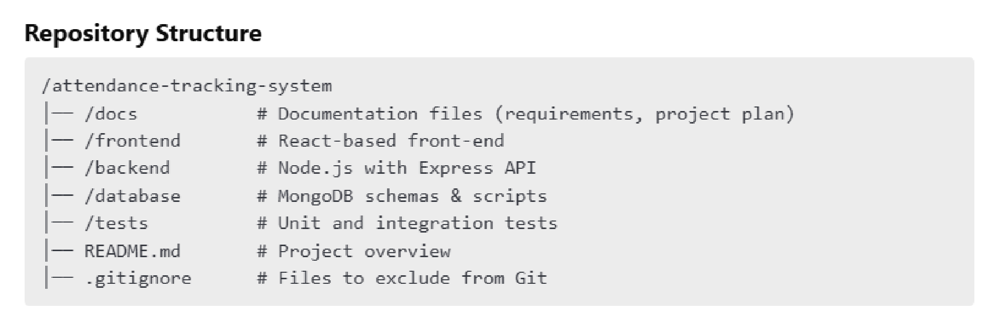 Repository Structure
/attendance-tracking-system
│── /docs           # Documentation files (requirements, project plan)
│── /frontend       # React-based front-end
│── /backend        # Node.js with Express API
│── /database       # MongoDB schemas & scripts
│── /tests          # Unit and integration tests
│── README.md       # Project overview
│── .gitignore      # Files to exclude from Git